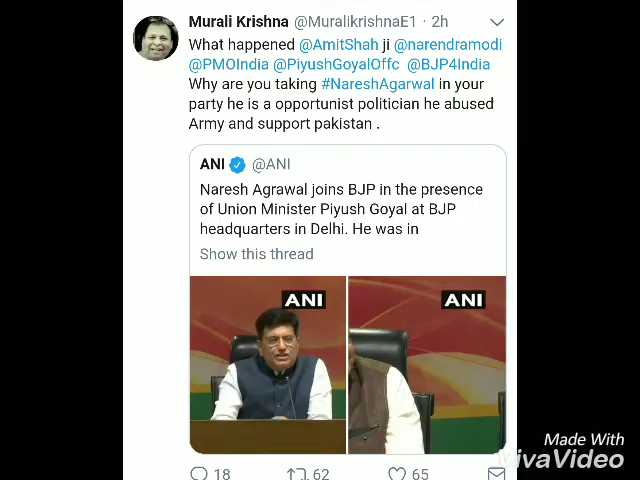 Murali Krishna @MuralikrishnaE1 · 2h
What happened @AmitShah ji @narendramodi
@PMOIndia @PiyushGoyalOffc @BJP4India
Why are you taking #NareshAgarwal in your
party he is a opportunist politician he abused
Army and support pakistan .
ANI @ANI
Naresh Agrawal joins BJP in the presence
of Union Minister Piyush Goyal at BJP
headquarters in Delhi. He was in
Show this thread
ANI ANI
18 62 65
Made With
VivaVideo